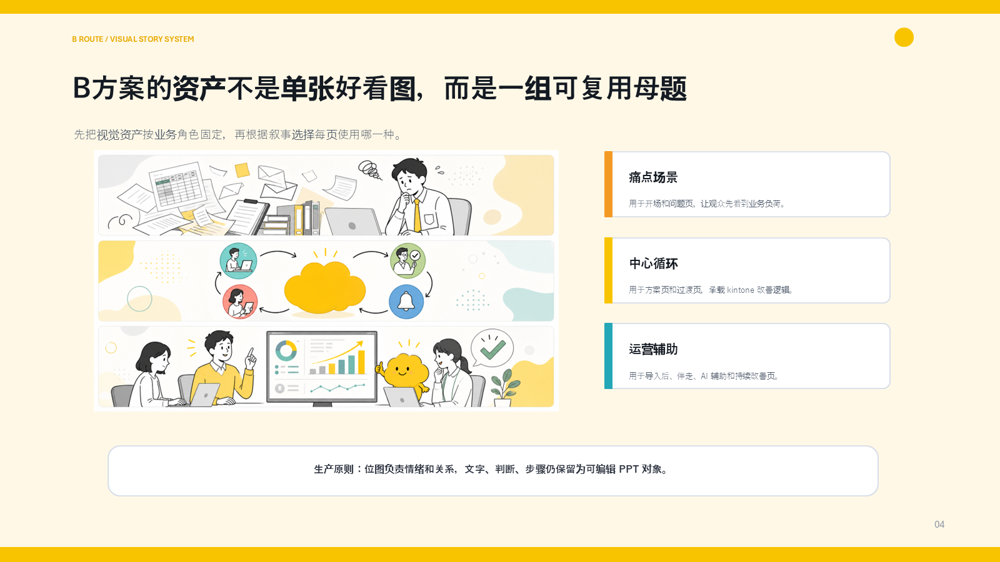 B ROUTE / VISUAL STORY SYSTEM
B方案的资产不是单张好看图，而是一组可复用母题
先把视觉资产按业务角色固定，再根据叙事选择每页使用哪一种。
痛点场景
用于开场和问题页，让观众先看到业务负荷。
中心循环
用于方案页和过渡页，承载 kintone 改善逻辑。
运营辅助
用于导入后、伴走、AI 辅助和持续改善页。
生产原则：位图负责情绪和关系，文字、判断、步骤仍保留为可编辑 PPT 对象。
04